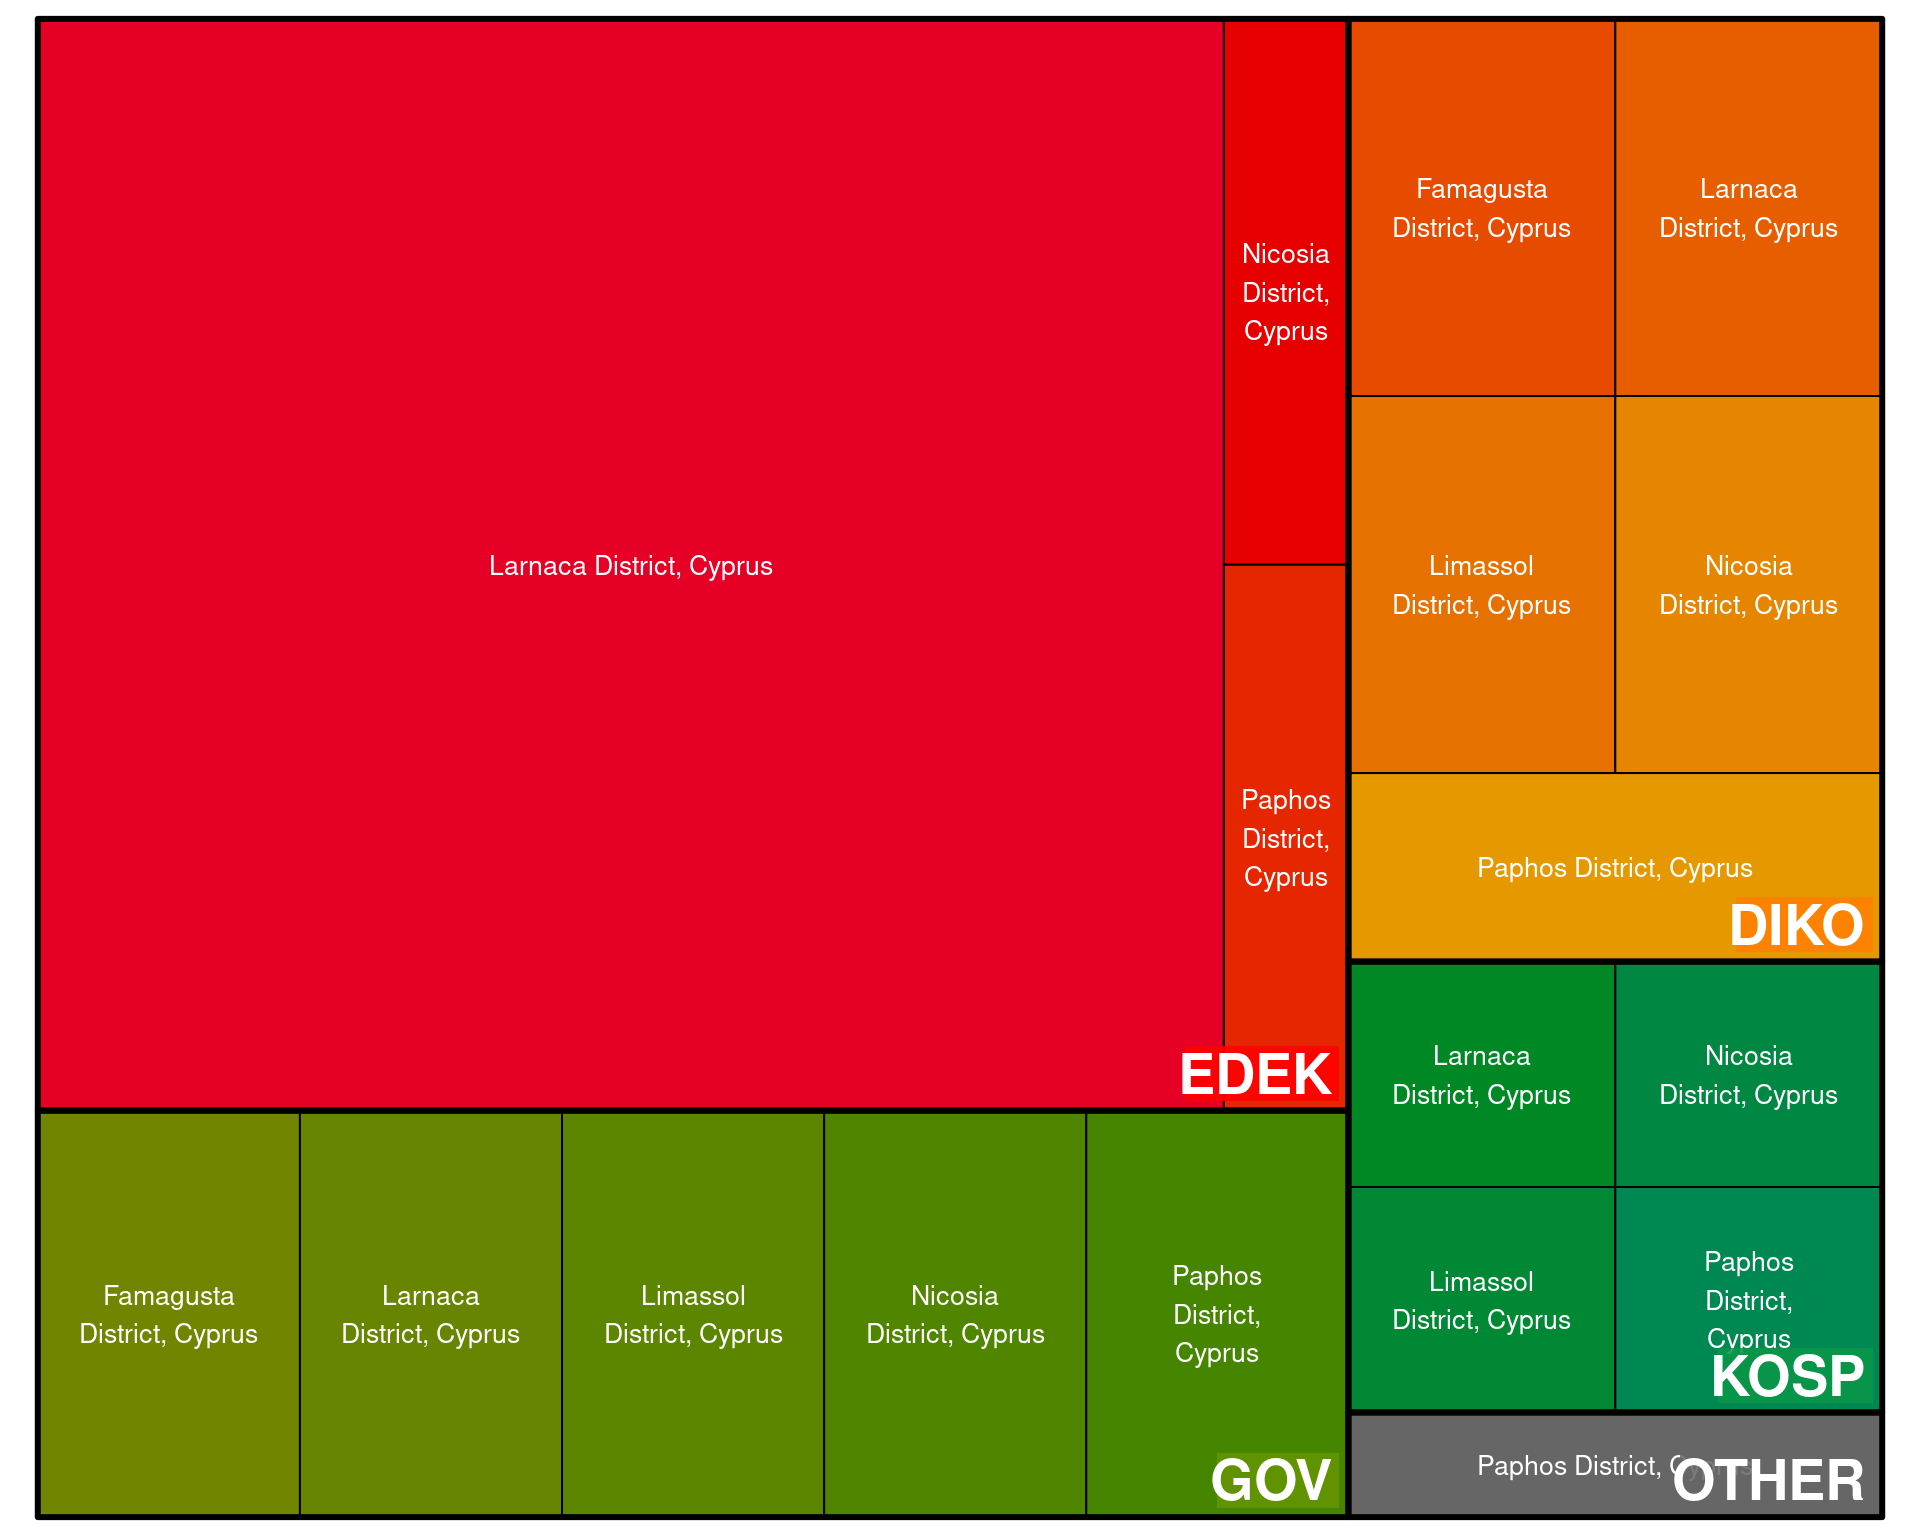 Larnaca District, Cyprus
Nicosia
District,
Cyprus
Paphos
District,
Cyprus
EDEK
Famagusta
District, Cyprus
Larnaca
District, Cyprus
Limassol
District, Cyprus
Nicosia
District, Cyprus
Paphos District, Cyprus
DIKO
Famagusta
District, Cyprus
Larnaca
District, Cyprus
Limassol
District, Cyprus
Nicosia
District, Cyprus
Paphos
District,
Cyprus
GOV
Larnaca
District, Cyprus
Nicosia
District, Cyprus
Limassol
District, Cyprus
Paphos
District,
Cyprus
KOSP
Paphos District, Cyprus
OTHER